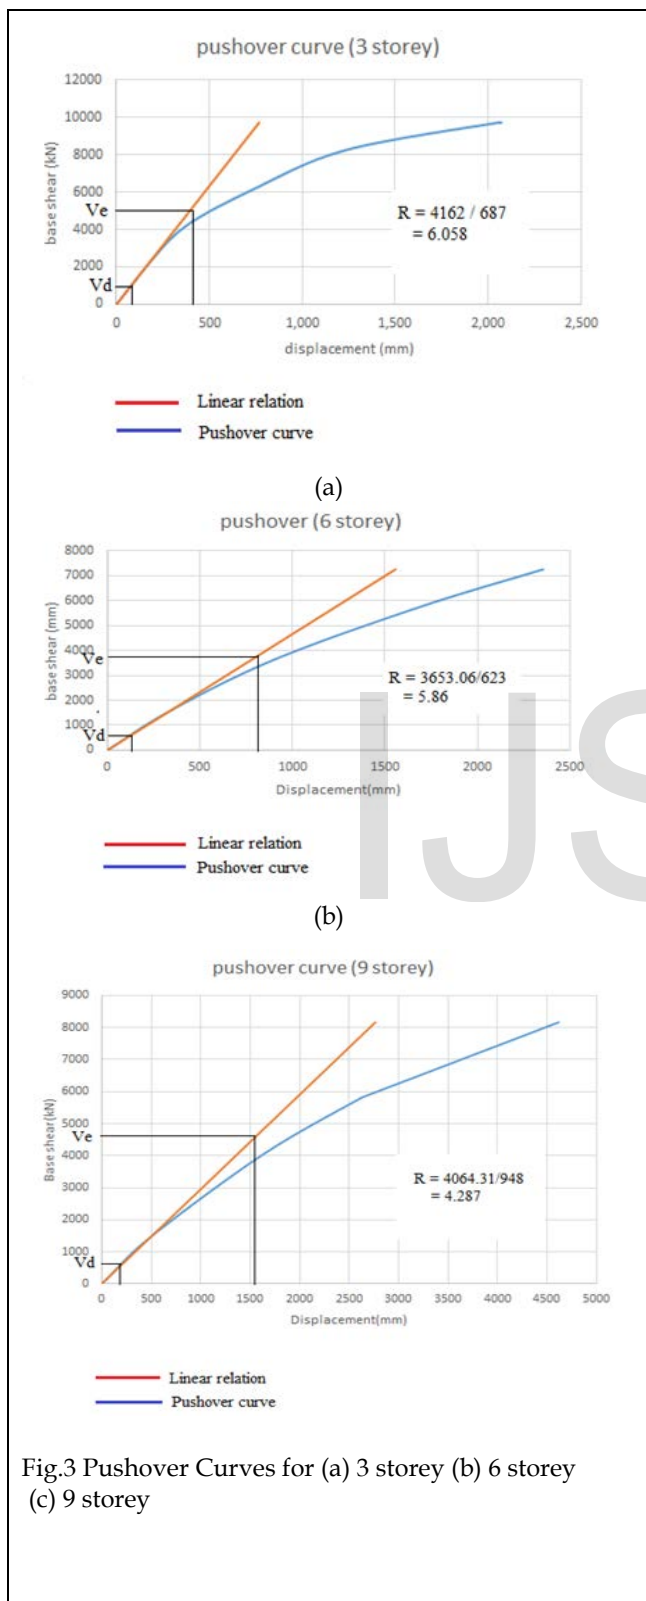 pushover curve (3 storey)
12000
10000
8000
6000
4000
2000
0
Ve
Vd
base shear (kN)
R = 4162 / 687
= 6.058
0 500 1,000 1,500 2,000 2,500
displacement (mm)
Linear relation
Pushover curve
(a)
pushover (6 storey)
8000
7000
6000
5000
4000
3000
2000
1000
0
Ve
Vd
base shear (mm)
R = 3653.06/623
= 5.86
0 500 1000 1500 2000 2500
Displacement(mm)
Linear relation
Pushover curve
(b)
pushover curve (9 storey)
9000
8000
7000
6000
5000
4000
3000
2000
1000
0
Ve
Vd
Base shear(kN)
R = 4064.31/948
= 4.287
0 500 1000 1500 2000 2500 3000 3500 4000 4500 5000
Displacement(mm)
Linear relation
Pushover curve
IJS
Fig.3 Pushover Curves for (a) 3 storey (b) 6 storey
(c) 9 storey